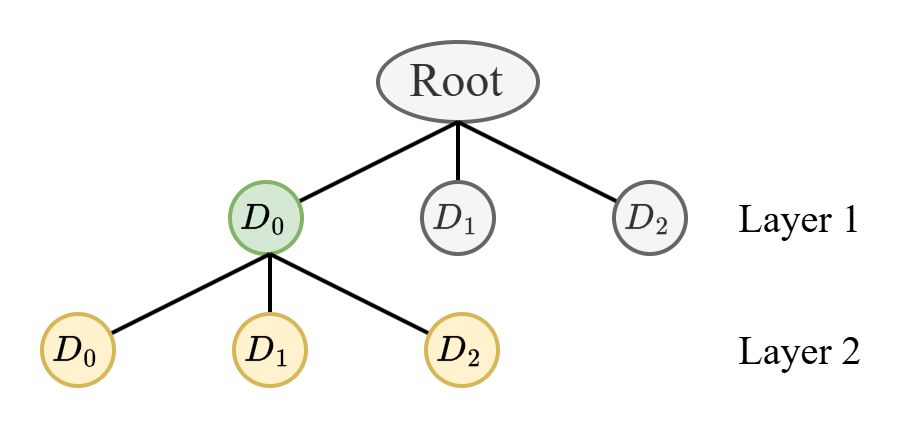 Root
D₀ D₁ D₂ Layer 1
D₀ D₁ D₂ Layer 2